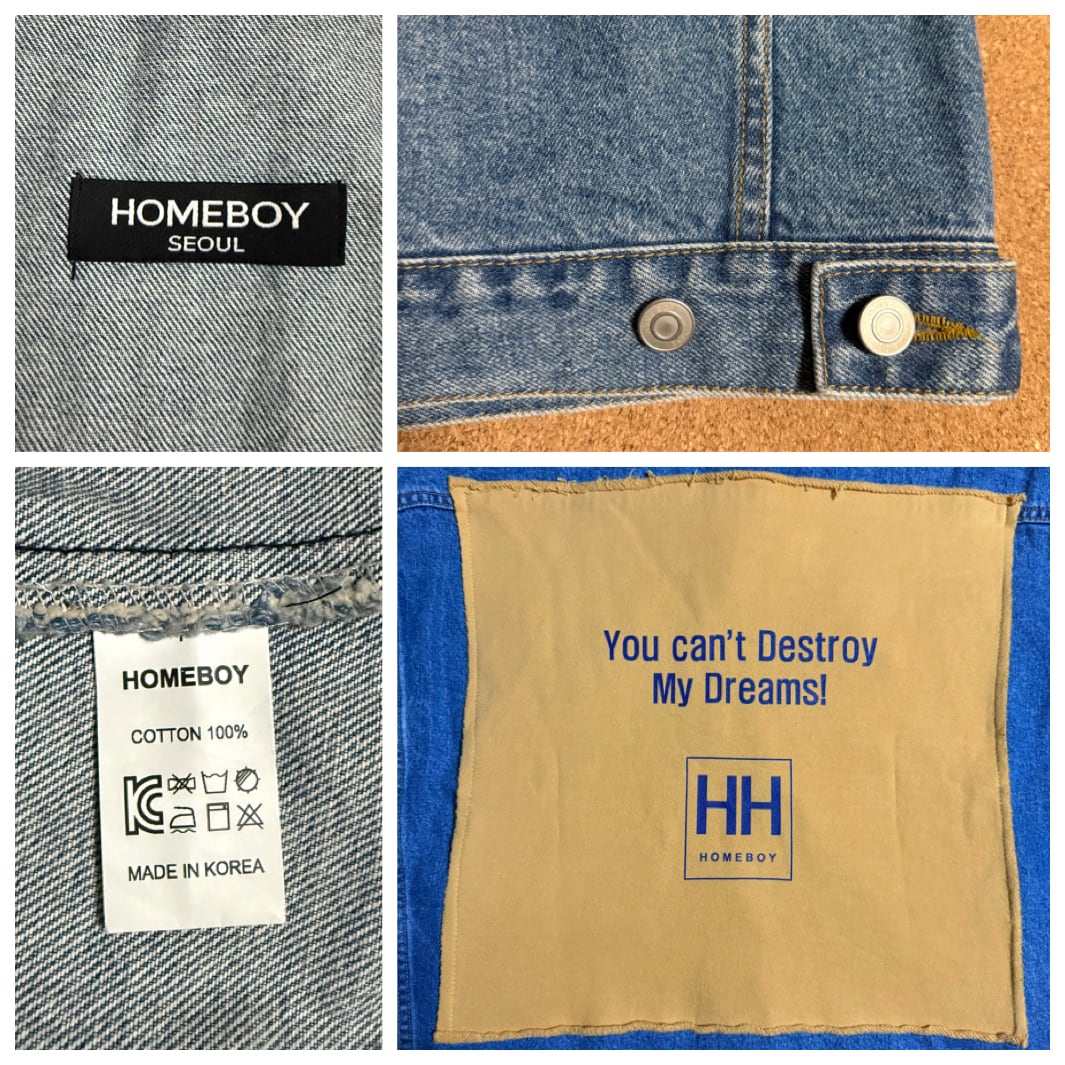 HOMEBOY
SEOUL
HOMEBOY
COTTON 100%
MADE IN KOREA
You can't Destroy
My Dreams!
HH
HOMEBOY